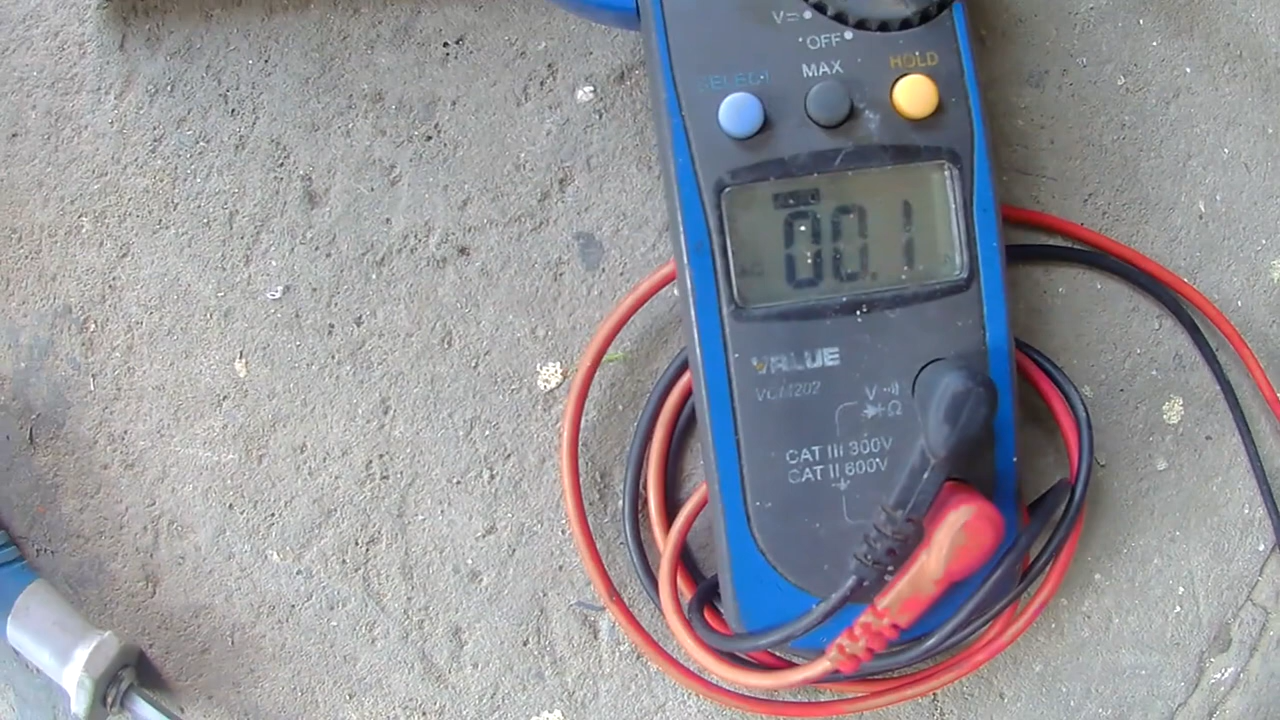 V⎓
OFF
SELECT MAX HOLD
00.1
VALUE
VCM202
V
Ω
CAT III 300V
CAT II 600V